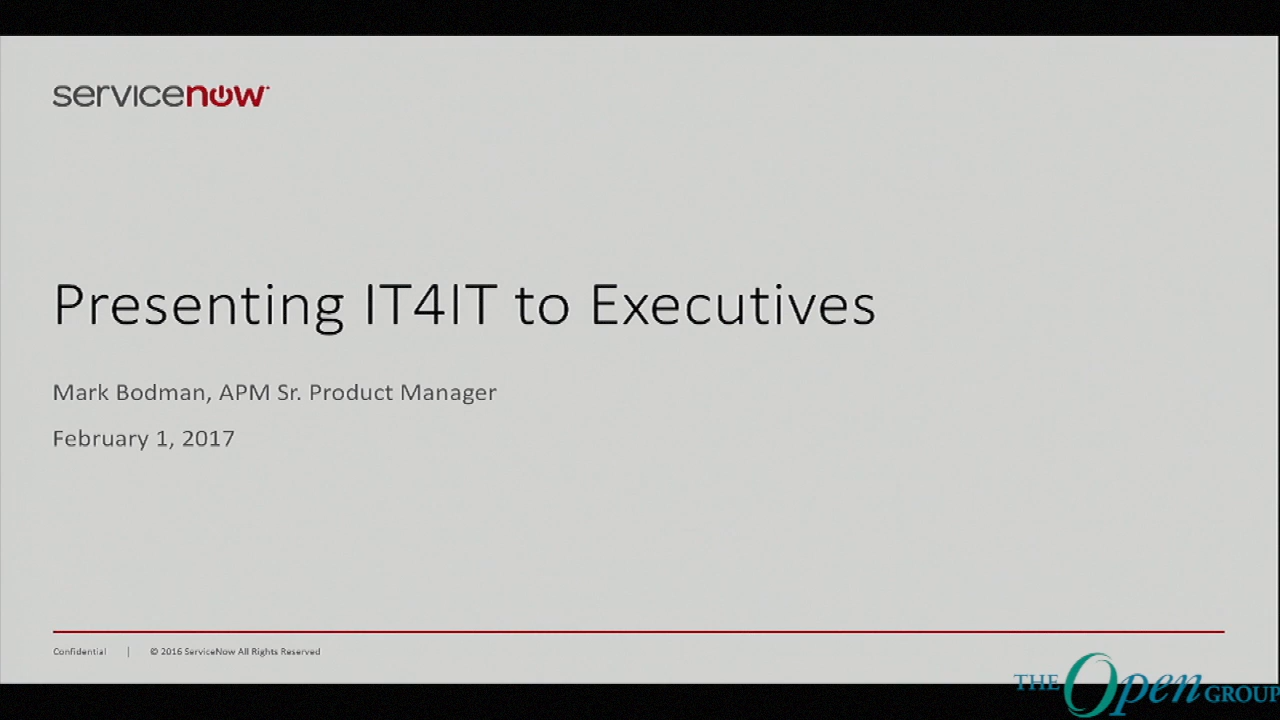 servicenow
Presenting IT4IT to Executives
Mark Bodman, APM Sr. Product Manager
February 1, 2017
Confidential | © 2016 ServiceNow All Rights Reserved
THE Open GROUP